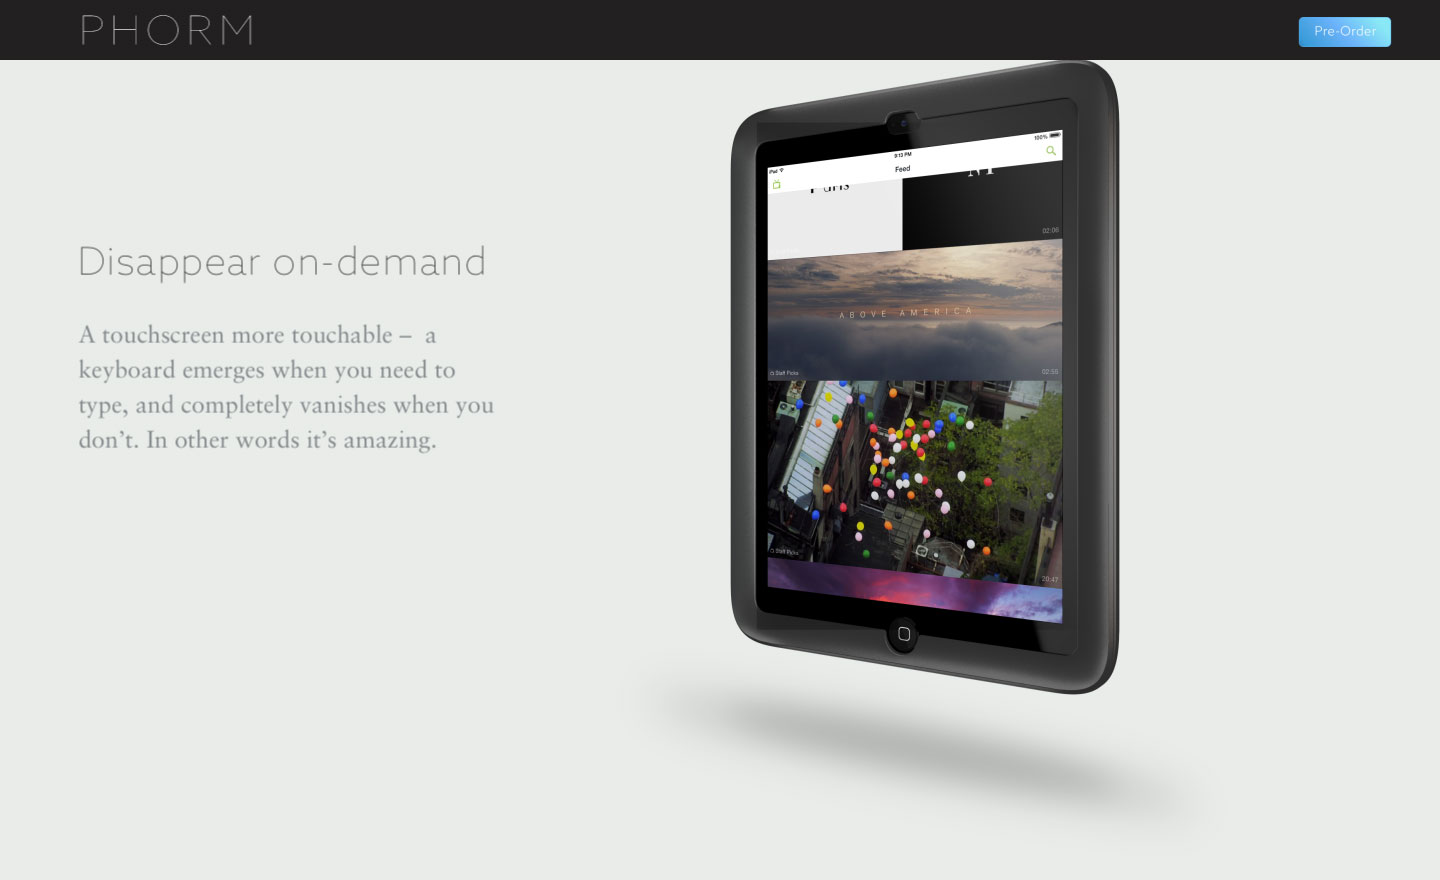 PHORM
Pre-Order
Disappear on-demand
A touchscreen more touchable –  a
keyboard emerges when you need to
type, and completely vanishes when you
don’t. In other words it’s amazing.
iPad
9:13 PM
100%
Feed
02:06
ABOVE AMERICA
Staff Picks
02:55
Staff Picks
20:47